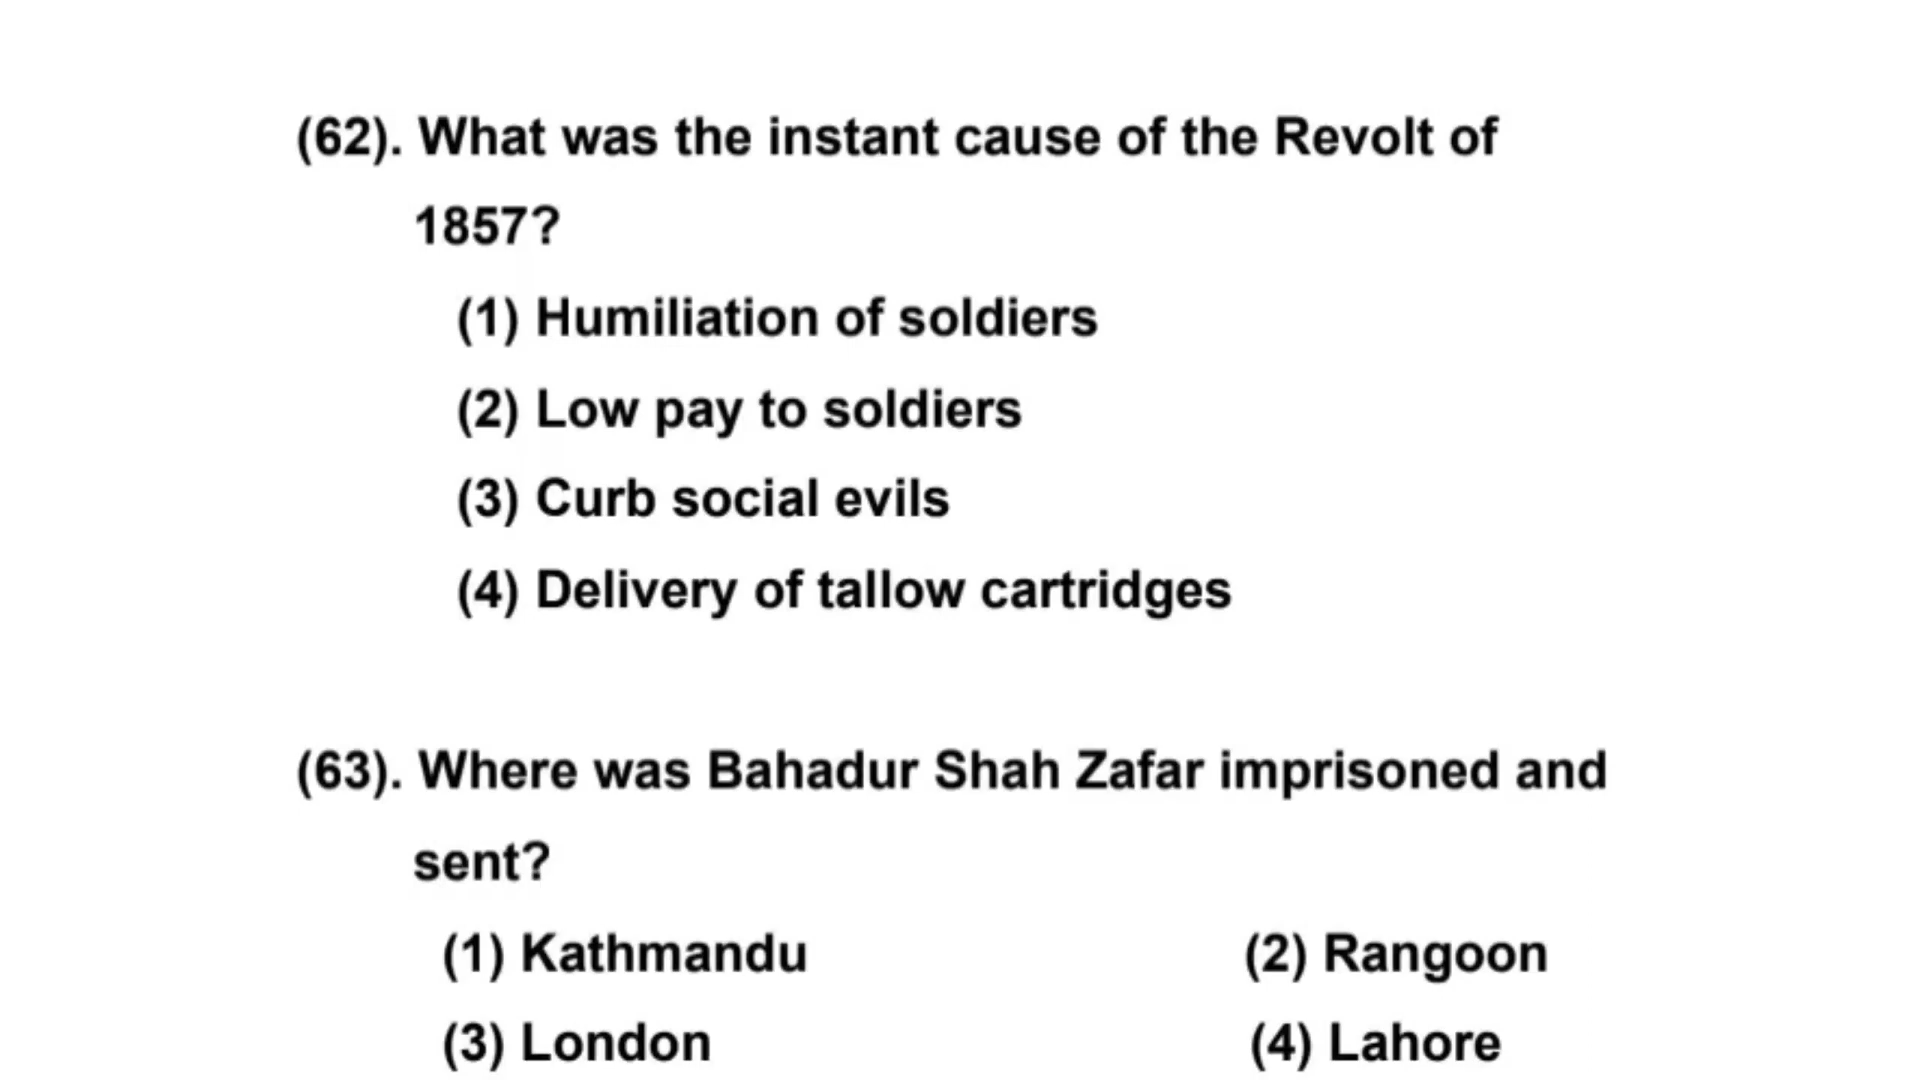 (62). What was the instant cause of the Revolt of
1857?
(1) Humiliation of soldiers
(2) Low pay to soldiers
(3) Curb social evils
(4) Delivery of tallow cartridges
(63). Where was Bahadur Shah Zafar imprisoned and
sent?
(1) Kathmandu (2) Rangoon
(3) London (4) Lahore